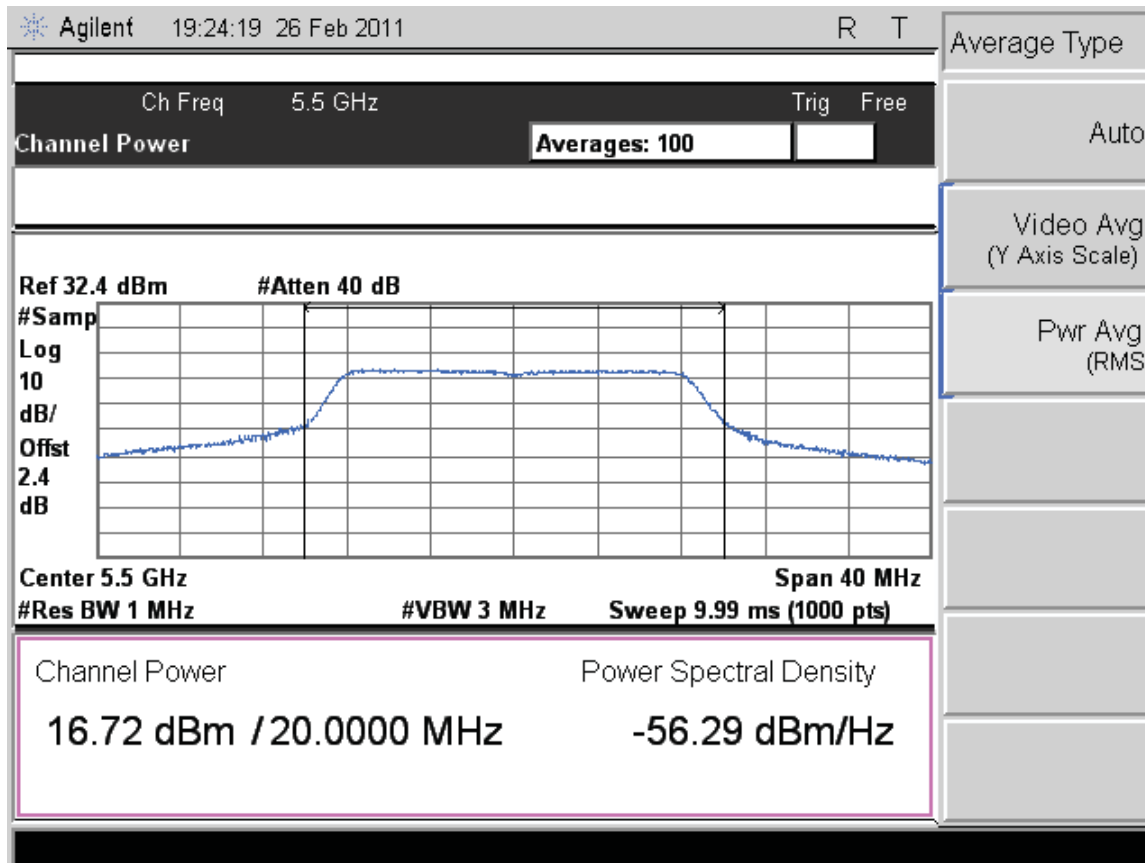 Agilent 19:24:19 26 Feb 2011 R T
Average Type
Ch Freq 5.5 GHz Trig Free
Channel Power Averages: 100
Auto
Video Avg
(Y Axis Scale)
Pwr Avg
(RMS
Ref 32.4 dBm #Atten 40 dB
#Samp
Log
10
dB/
Offst
2.4
dB
Center 5.5 GHz Span 40 MHz
#Res BW 1 MHz #VBW 3 MHz Sweep 9.99 ms (1000 pts)
Channel Power Power Spectral Density
16.72 dBm / 20.0000 MHz -56.29 dBm/Hz